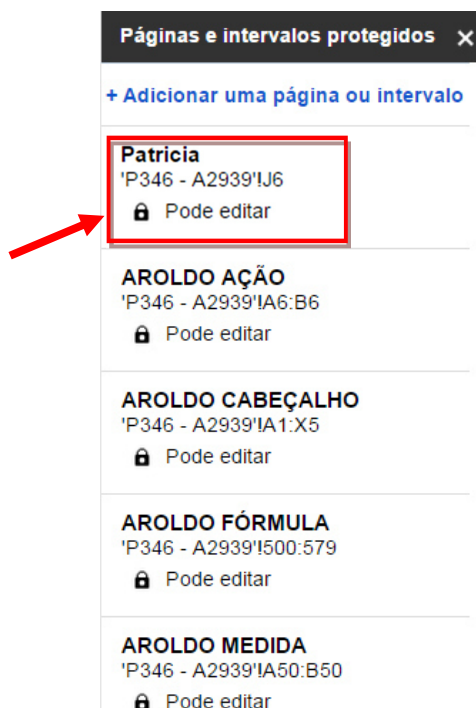 Páginas e intervalos protegidos ×
+ Adicionar uma página ou intervalo
Patricia
'P346 - A2939'!J6
Pode editar
AROLDO AÇÃO
'P346 - A2939'!A6:B6
Pode editar
AROLDO CABEÇALHO
'P346 - A2939'!A1:X5
Pode editar
AROLDO FÓRMULA
'P346 - A2939'!500:579
Pode editar
AROLDO MEDIDA
'P346 - A2939'!A50:B50
Pode editar